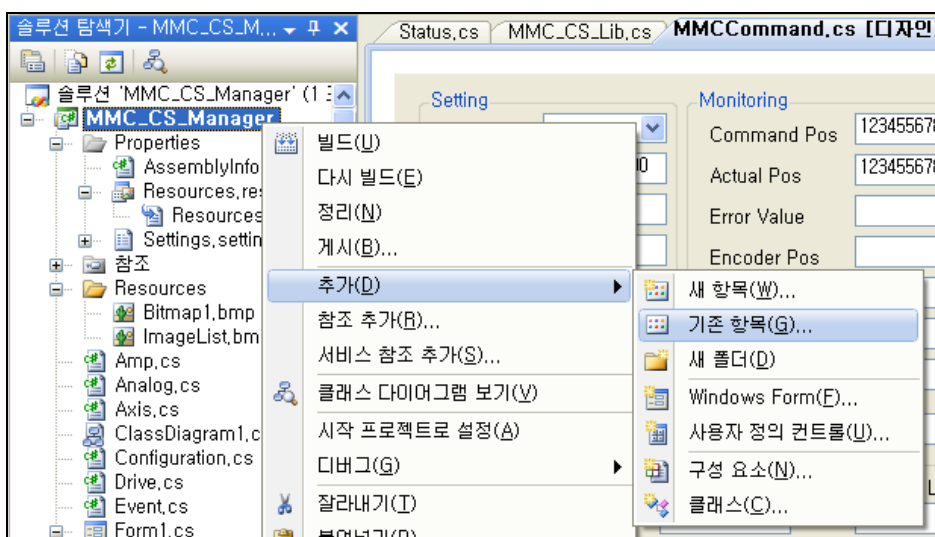 솔루션 탐색기 - MMC_CS_M...
Status.cs
MMC_CS_Lib.cs
MMCCommand.cs [디자인
솔루션 'MMC_CS_Manager' (1
MMC_CS_Manager
Properties
AssemblyInfo
Resources.res
Resources
Settings.settin
참조
Resources
Bitmap1.bmp
ImageList.bm
Amp.cs
Analog.cs
Axis.cs
ClassDiagram1.c
Configuration.cs
Drive.cs
Event.cs
Form1.cs
빌드(U)
다시 빌드(E)
정리(N)
게시(B)...
추가(D)
참조 추가(R)...
서비스 참조 추가(S)...
클래스 다이어그램 보기(V)
시작 프로젝트로 설정(A)
디버그(G)
잘라내기(T)
새 항목(W)...
기존 항목(G)...
새 폴더(D)
Windows Form(F)...
사용자 정의 컨트롤(U)...
구성 요소(N)...
클래스(C)...
Setting
Monitoring
Command Pos
12345567
Actual Pos
12345567
Error Value
Encoder Pos